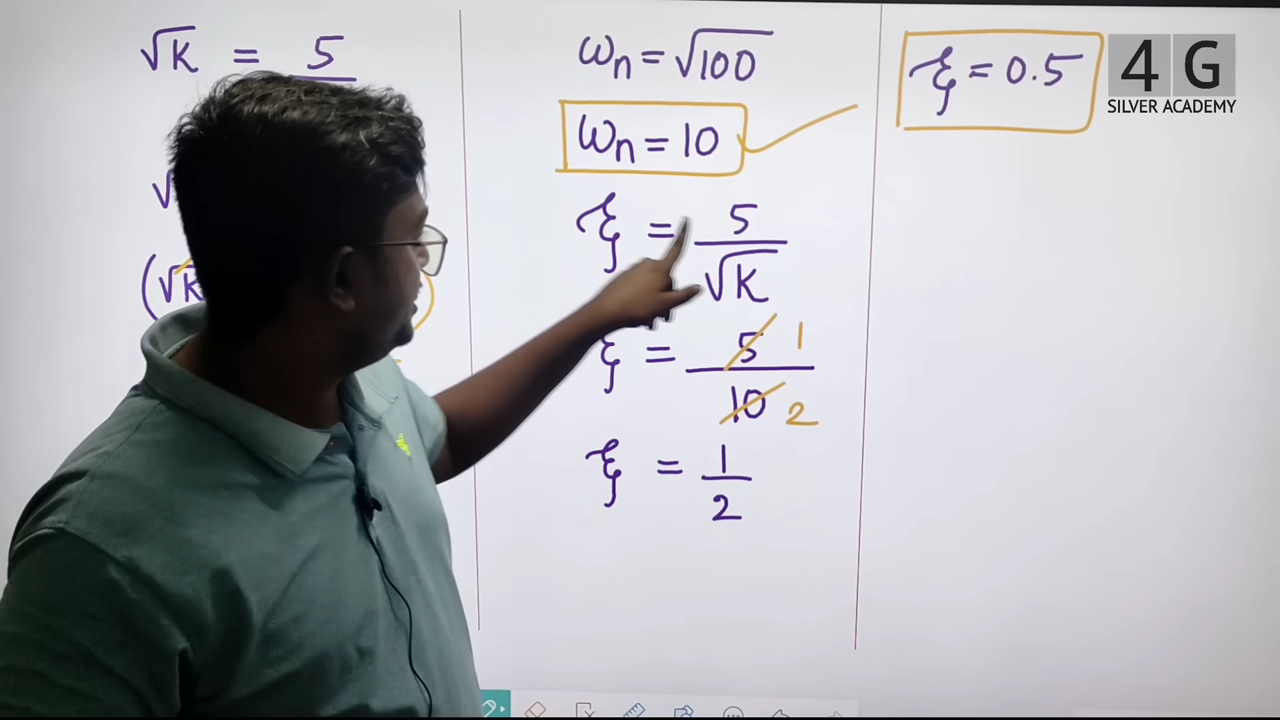 √K = 5
√
(√K
ωn = √100
ωn = 10
ξ = 5/√K
ξ = 5/10 1 2
ξ = 1/2
ξ = 0.5
4G
SILVER ACADEMY